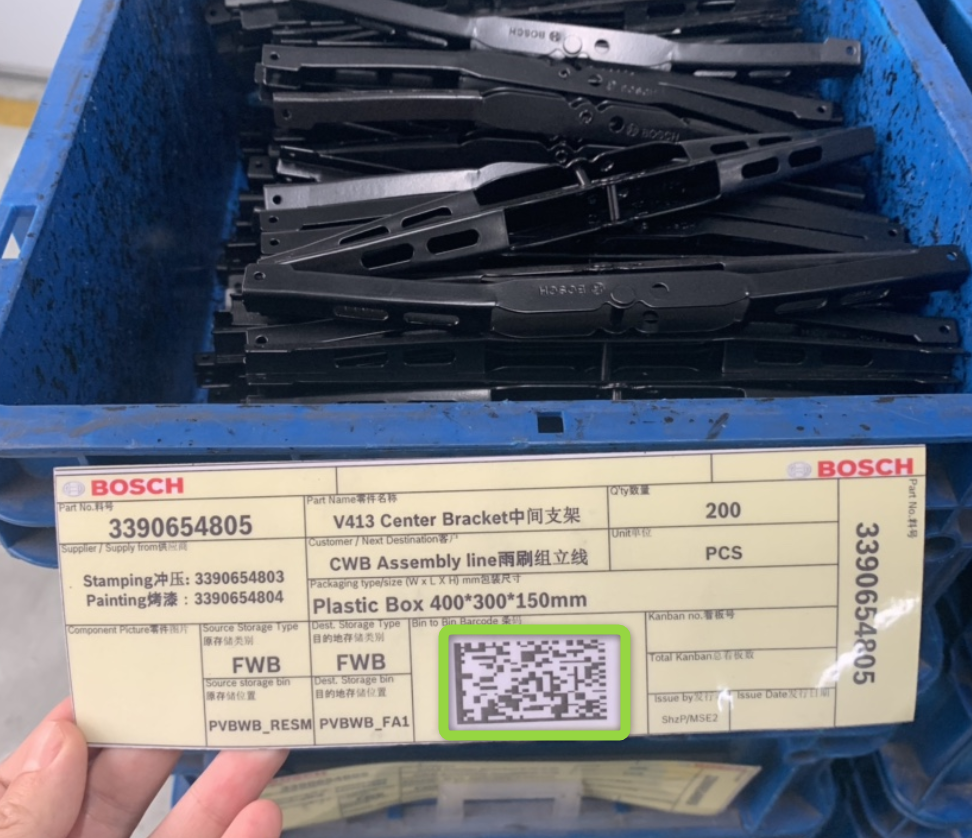 BOSCH
BOSCH
BOSCH
BOSCH
BOSCH
Part No.料号
3390654805
Part Name零件名称
V413 Center Bracket中间支架
Q'ty数量
200
Part No.料号
3390654805
Supplier / Supply from供应商
Stamping冲压: 3390654803
Painting烤漆: 3390654804
Customer / Next Destination客户
CWB Assembly line雨刷组立线
Unit单位
PCS
Packaging type/size (W x L X H) mm包装尺寸
Plastic Box 400*300*150mm
Component Picture零件图片
Source Storage Type
原存储类别
FWB
Dest. Storage Type
目的地存储类别
FWB
Bin to Bin Barcode 条码
Kanban no.看板号
Total Kanban总看板数
Source storage bin
原存储位置
PVBWB_RESM
Dest. Storage bin
目的地存储位置
PVBWB_FA1
Issue by发行
ShzP/MSE2
Issue Date发行日期
BOSCH